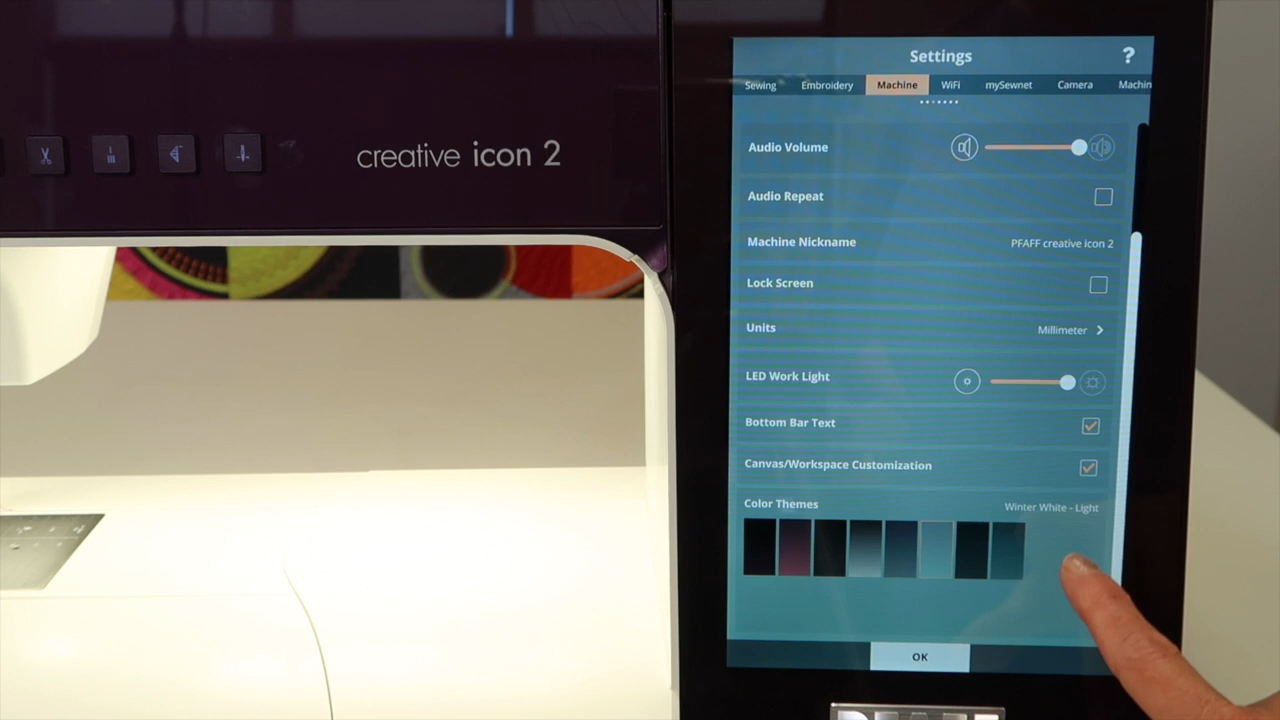 creative icon 2
Settings ?
Sewing Embroidery Machine WiFi mySewnet Camera Machin
Audio Volume
Audio Repeat
Machine Nickname PFAFF creative icon 2
Lock Screen
Units Millimeter
LED Work Light
Bottom Bar Text
Canvas/Workspace Customization
Color Themes Winter White - Light
OK